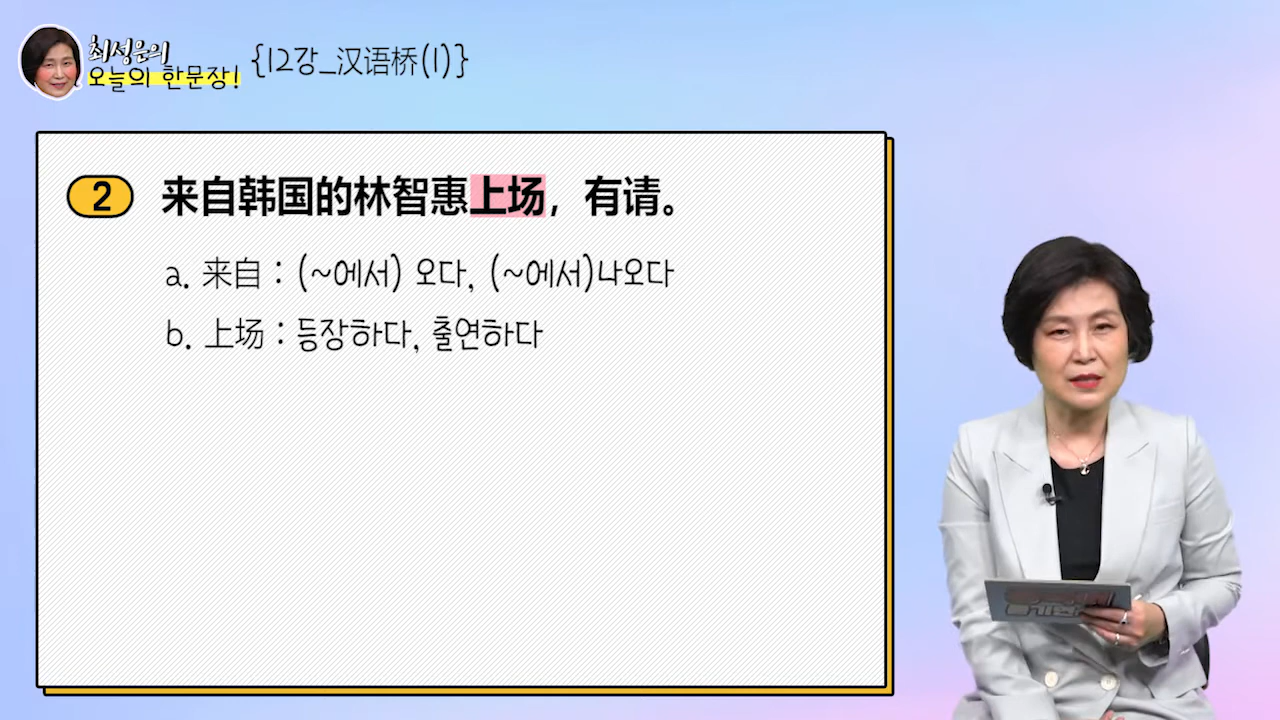 최성은의
오늘의 한문장!
{12강_汉语桥(1)}
2 来自韩国的林智惠上场，有请。
a. 来自 : (~에서) 오다, (~에서)나오다
b. 上场 : 등장하다, 출연하다